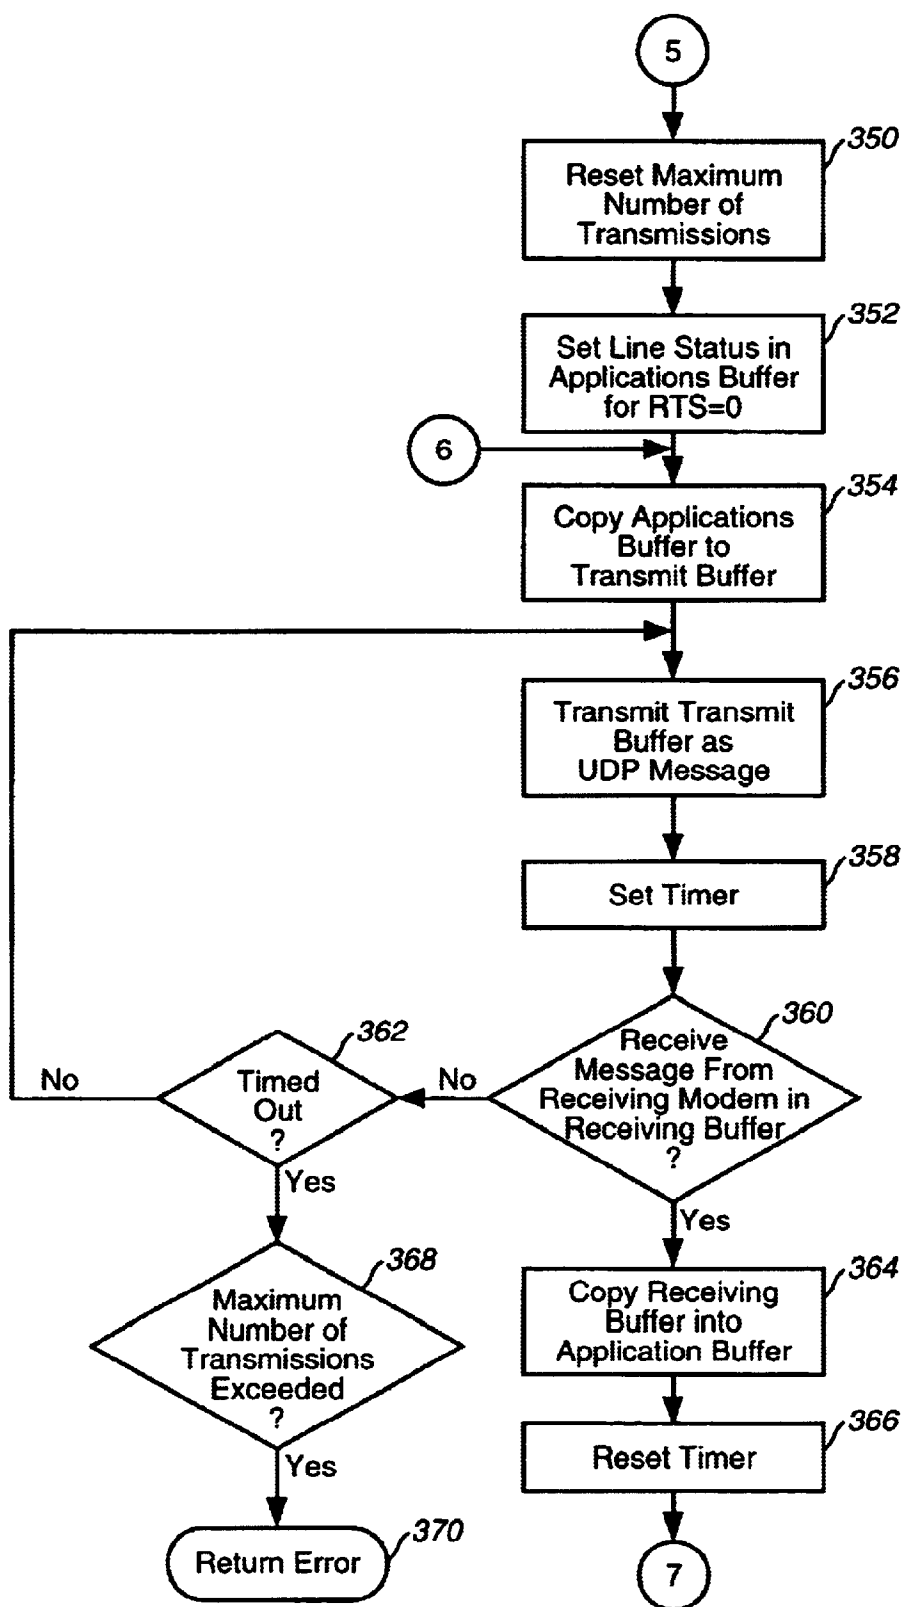 5
350
Reset Maximum
Number of
Transmissions
352
Set Line Status in
Applications Buffer
for RTS=0
6
354
Copy Applications
Buffer to
Transmit Buffer
356
Transmit Transmit
Buffer as
UDP Message
358
Set Timer
360
Receive
Message From
Receiving Modem in
Receiving Buffer
?
No
362
Timed
Out
?
No
Yes
368
Maximum
Number of
Transmissions
Exceeded
?
Yes
370
Return Error
Yes
364
Copy Receiving
Buffer into
Application Buffer
366
Reset Timer
7